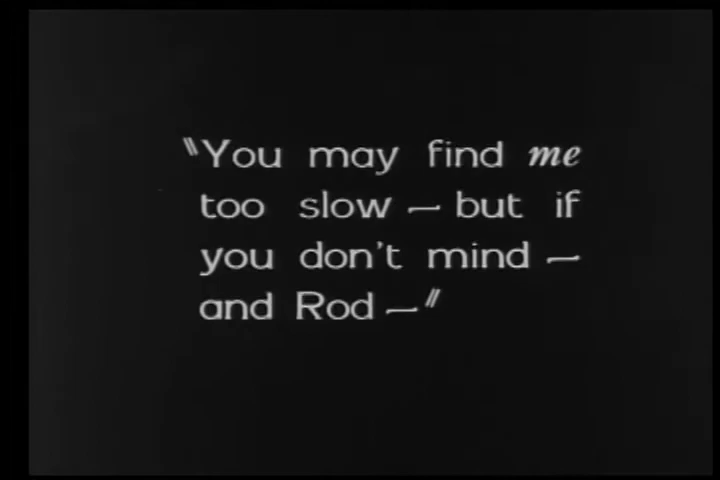 "You may find me
too slow — but if
you don't mind —
and Rod —"